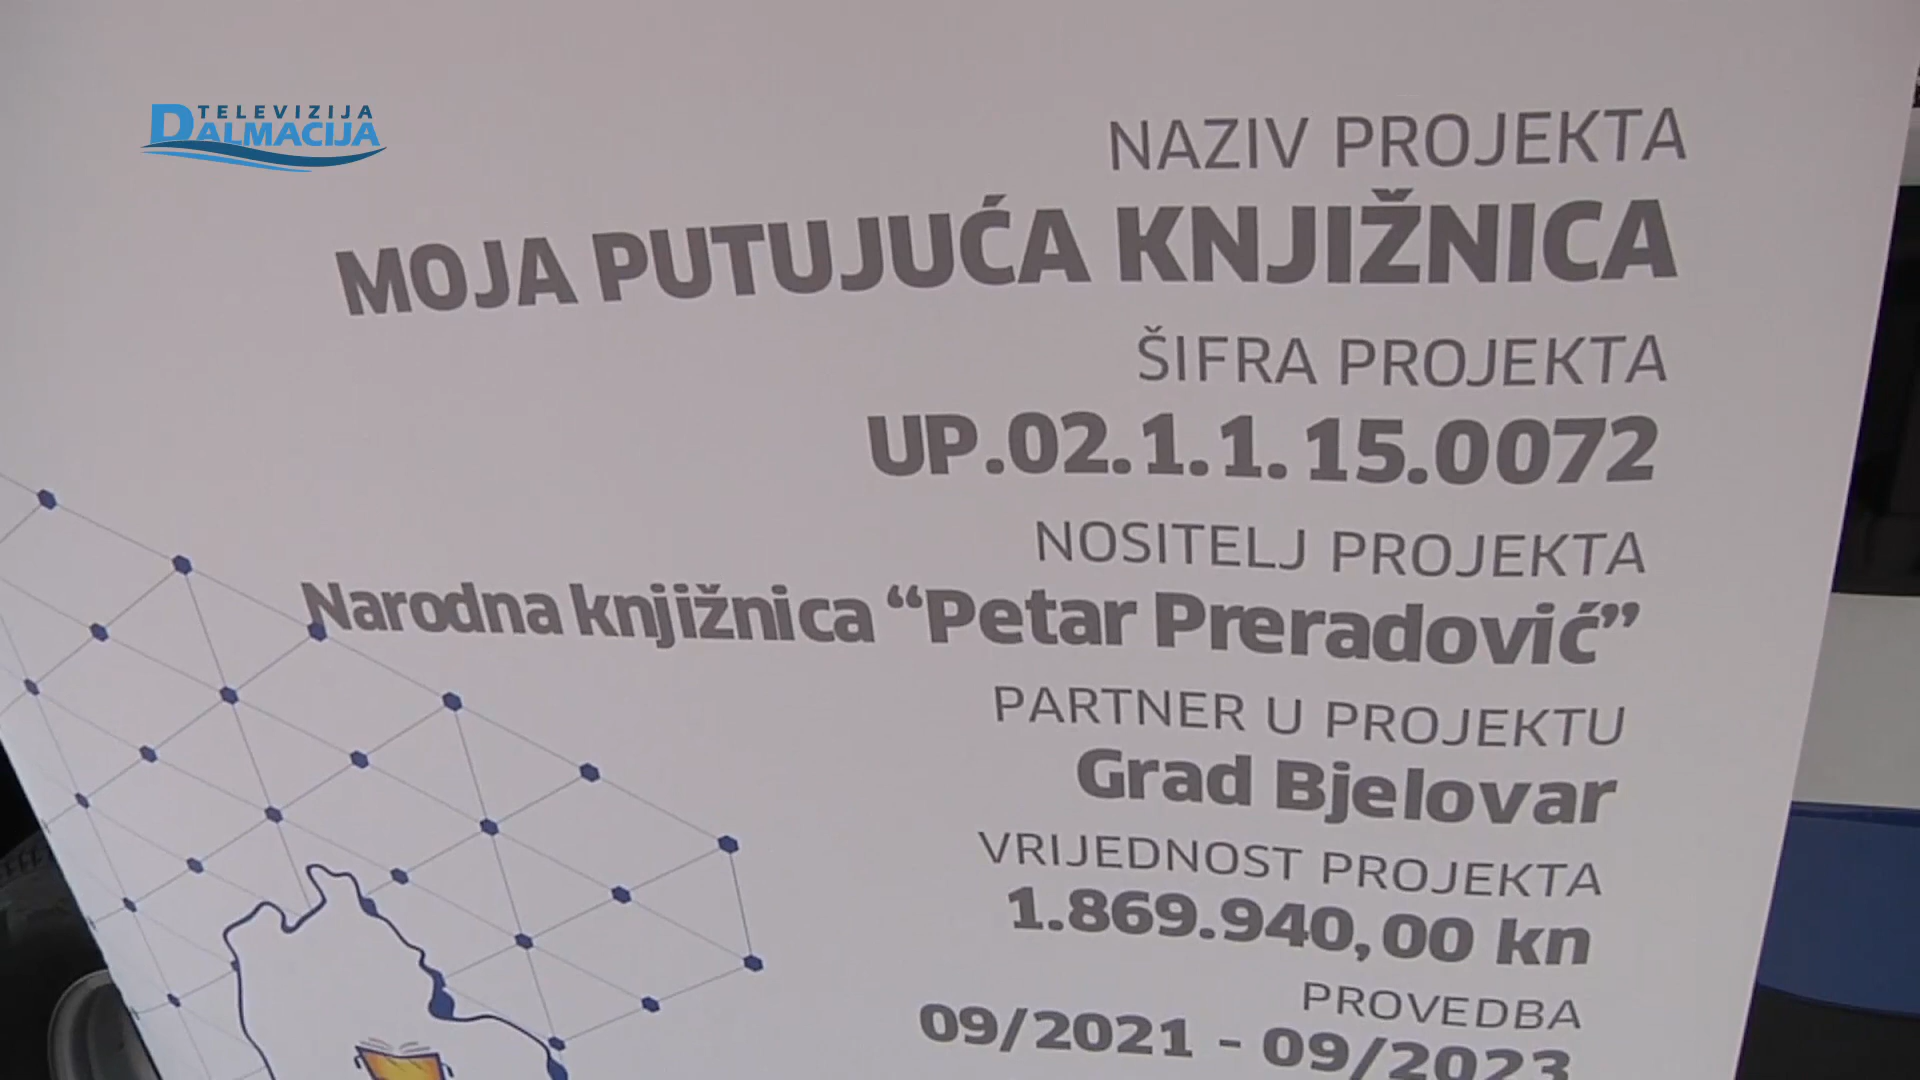 TELEVIZIJA
DALMACIJA
NAZIV PROJEKTA
MOJA PUTUJUĆA KNJIŽNICA
ŠIFRA PROJEKTA
UP.02.1.1.15.0072
NOSITELJ PROJEKTA
Narodna knjižnica “Petar Preradović”
PARTNER U PROJEKTU
Grad Bjelovar
VRIJEDNOST PROJEKTA
1.869.940,00 kn
PROVEDBA
09/2021 - 09/2023